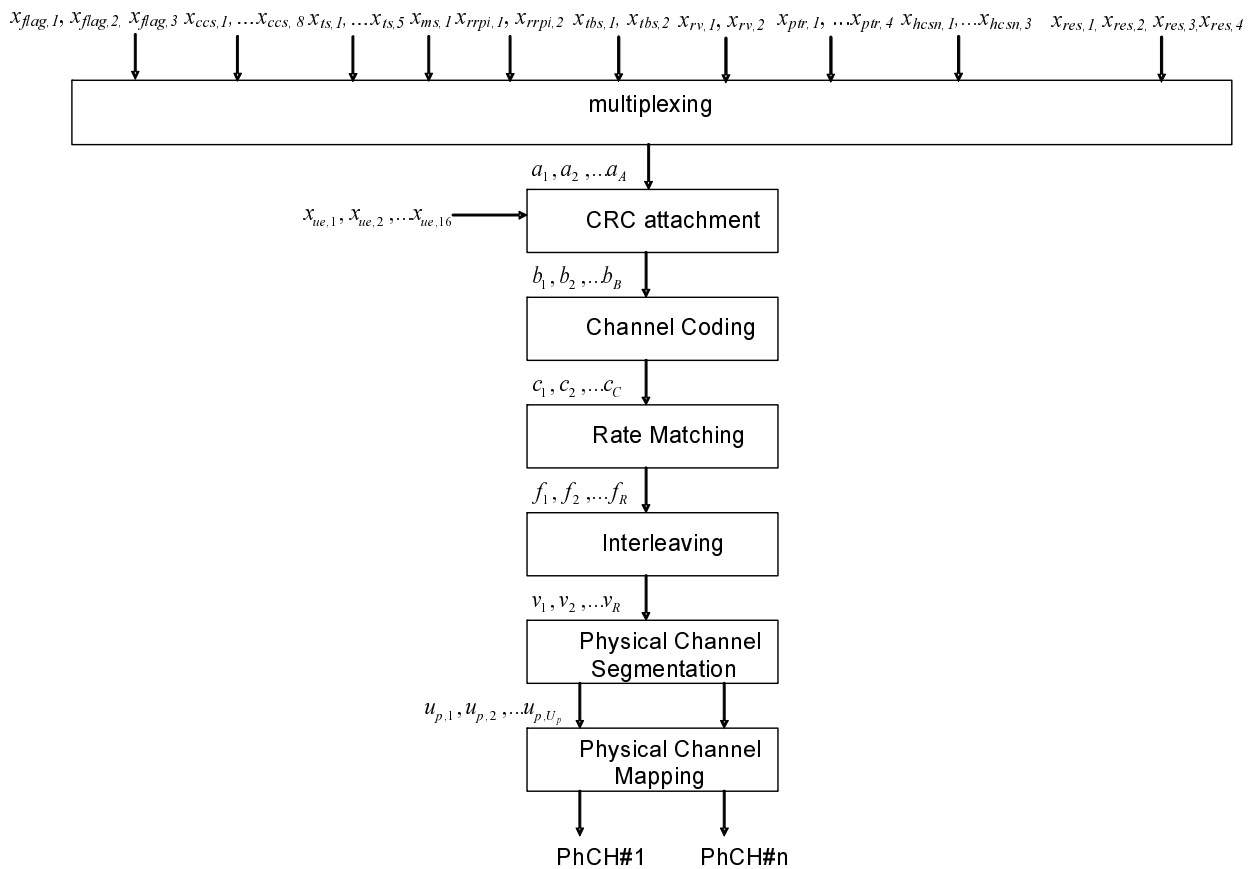 x_flag,1, x_flag,2, x_flag,3 x_ccs,1, ...x_ccs,8 x_ts,1, ...x_ts,5 x_ms,1 x_rrpi,1, x_rrpi,2 x_tbs,1, x_tbs,2 x_rv,1, x_rv,2 x_ptr,1, ...x_ptr,4 x_hcsn,1,...x_hcsn,3 x_res,1, x_res,2, x_res,3,x_res,4
multiplexing
a_1, a_2 ,...a_A
x_ue,1, x_ue,2 ,...x_ue,16
CRC attachment
b_1, b_2 ,...b_B
Channel Coding
c_1, c_2 ,...c_C
Rate Matching
f_1, f_2 ,...f_R
Interleaving
v_1, v_2 ,...v_R
Physical Channel
Segmentation
u_p,1, u_p,2 ,...u_p,U_p
Physical Channel
Mapping
PhCH#1 PhCH#n